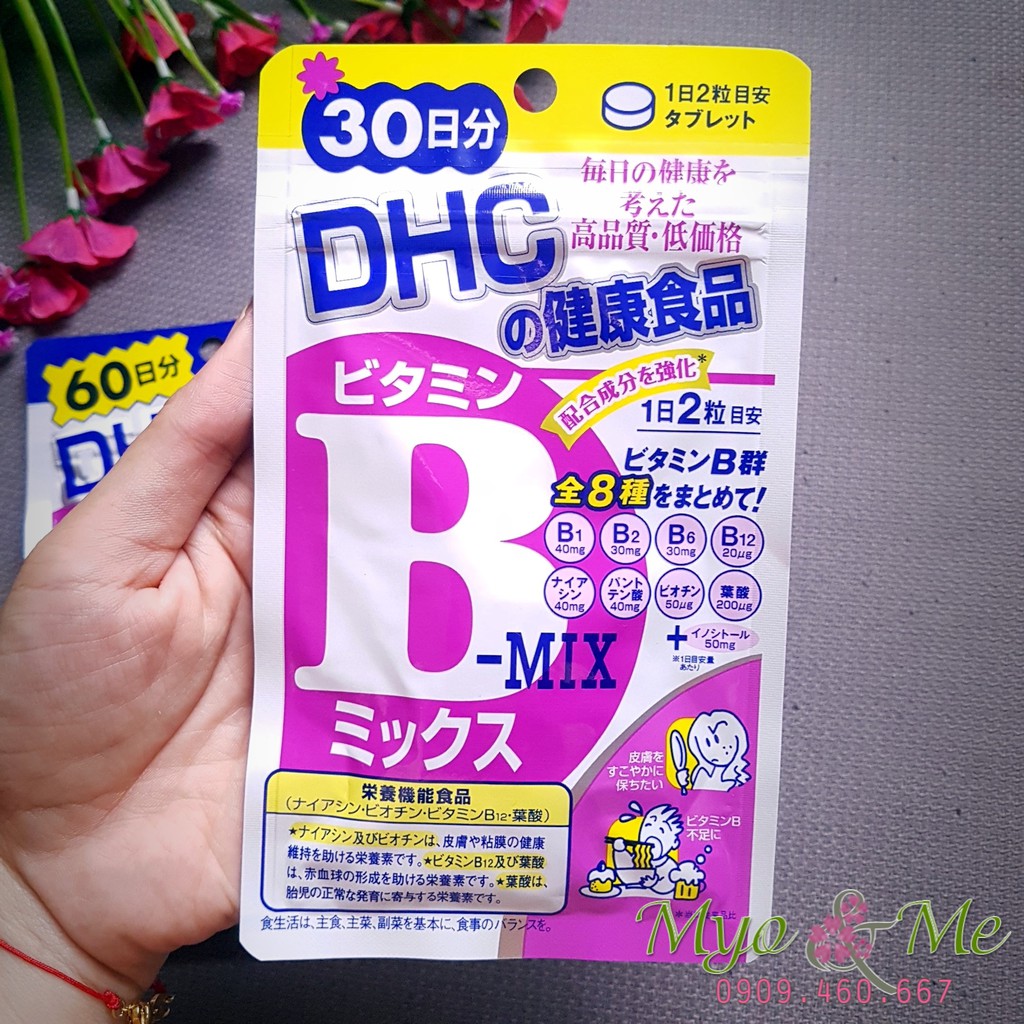 30日分
1日2粒目安
タブレット
毎日の健康を
考えた
高品質・低価格
DHC
の健康食品
60日分
DH
ビタミン
B
-MIX
ミックス
配合成分を強化*
1日2粒目安
ビタミンB群
全8種をまとめて!
B1
40mg
B2
30mg
B6
30mg
B12
20μg
ナイア
シン
40mg
パント
テン酸
40mg
ビオチン
50μg
葉酸
200μg
+イノシトール
50mg
※1日目安量
あたり
皮膚を
すこやかに
保ちたい
ビタミンB
不足に
栄養機能食品
(ナイアシン・ビオチン・ビタミンB12・葉酸)
★ナイアシン及びビオチンは、皮膚や粘膜の健康
維持を助ける栄養素です。★ビタミンB12及び葉酸
は、赤血球の形成を助ける栄養素です。★葉酸は、
胎児の正常な発育に寄与する栄養素です。
食生活は、主食、主菜、副菜を基本に、食事のバランスを。
Myo & Me
0909.460.667